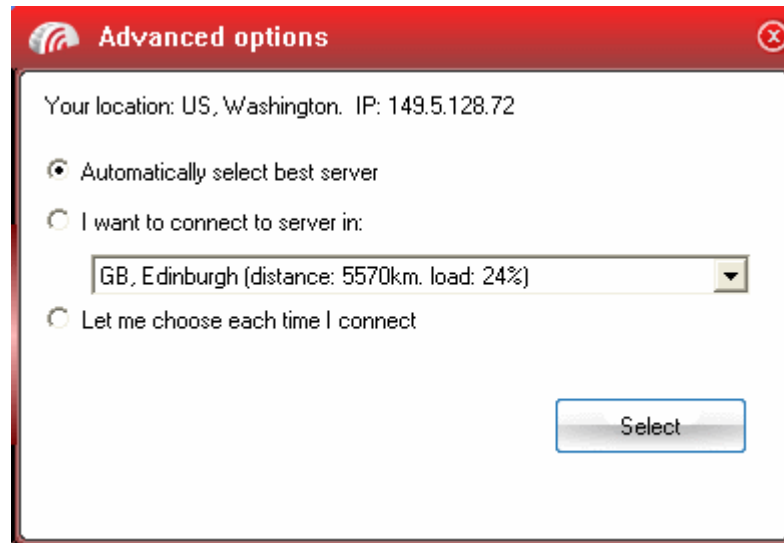 Advanced options
Your location: US, Washington.  IP: 149.5.128.72
Automatically select best server
I want to connect to server in:
GB, Edinburgh (distance: 5570km. load: 24%)
Let me choose each time I connect
Select